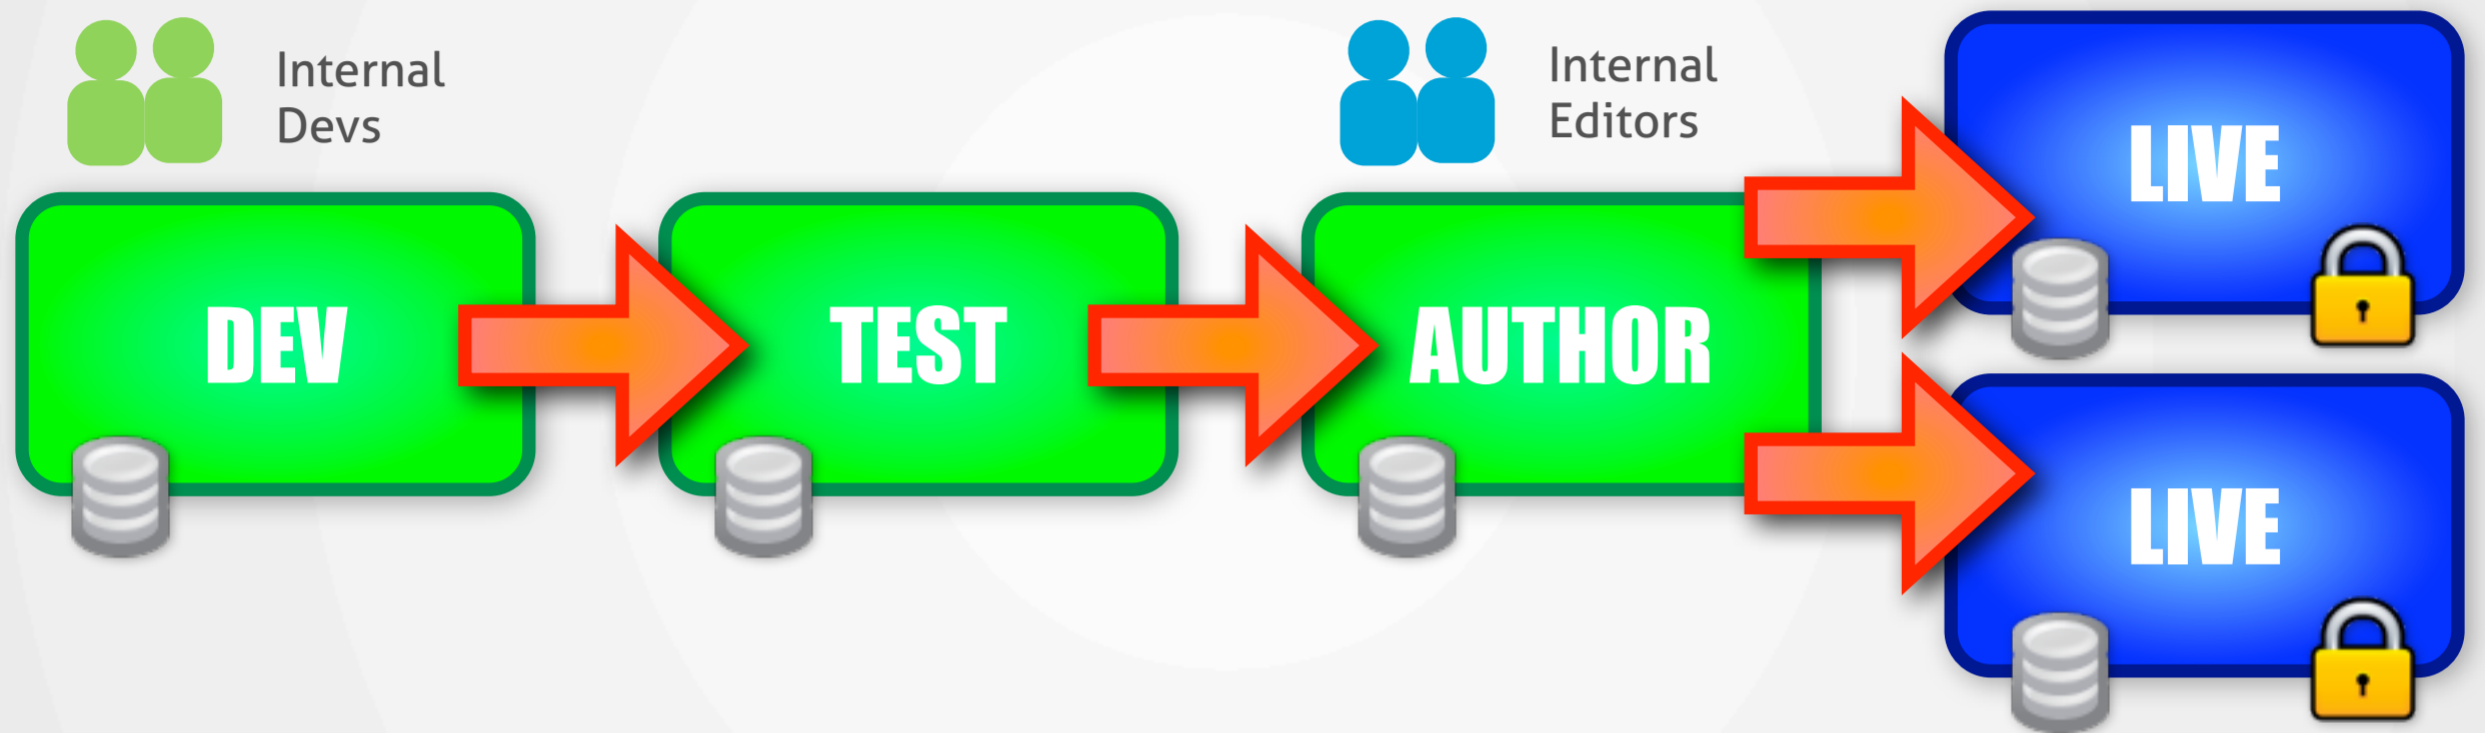 Internal
Devs
Internal
Editors
DEV
TEST
AUTHOR
LIVE
LIVE